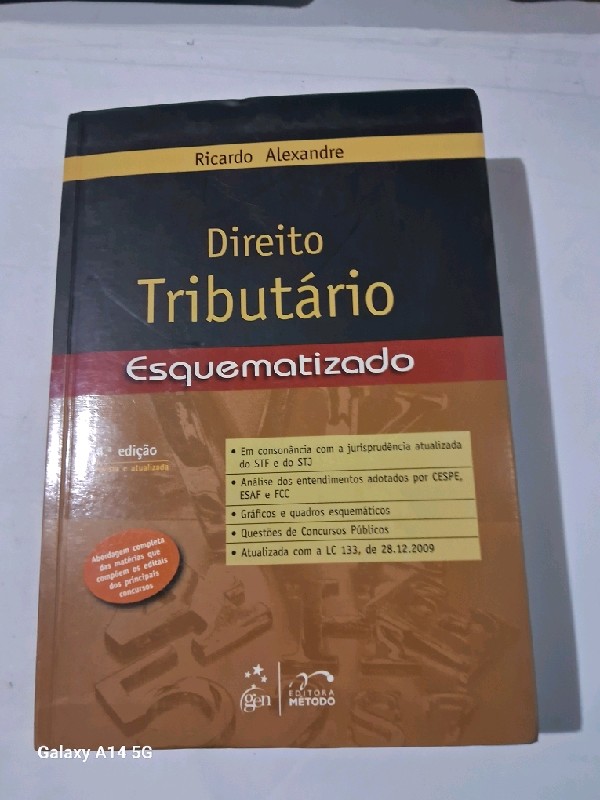 Ricardo Alexandre
Direito
Tributário
Esquematizado
edição
e atualizada
• Em consonância com a jurisprudência atualizada
do STF e do STJ
• Análise dos entendimentos adotados por CESPE,
ESAF e FCC
• Gráficos e quadros esquemáticos
• Questões de Concursos Públicos
• Atualizada com a LC 133, de 28.12.2009
Abordagem completa
das matérias que
compõem os editais
dos principais
concursos
gen
EDITORA
MÉTODO
Galaxy A14 5G